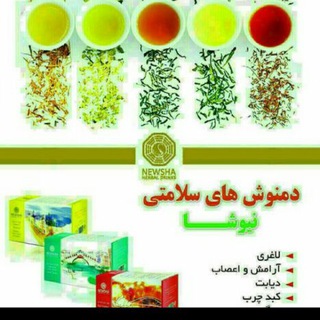 NEWSHA
HERBAL DRINKS
دمنوش های سلامتی
نیوشا
لاغری
آرامش و اعصاب
دیابت
کبد چرب